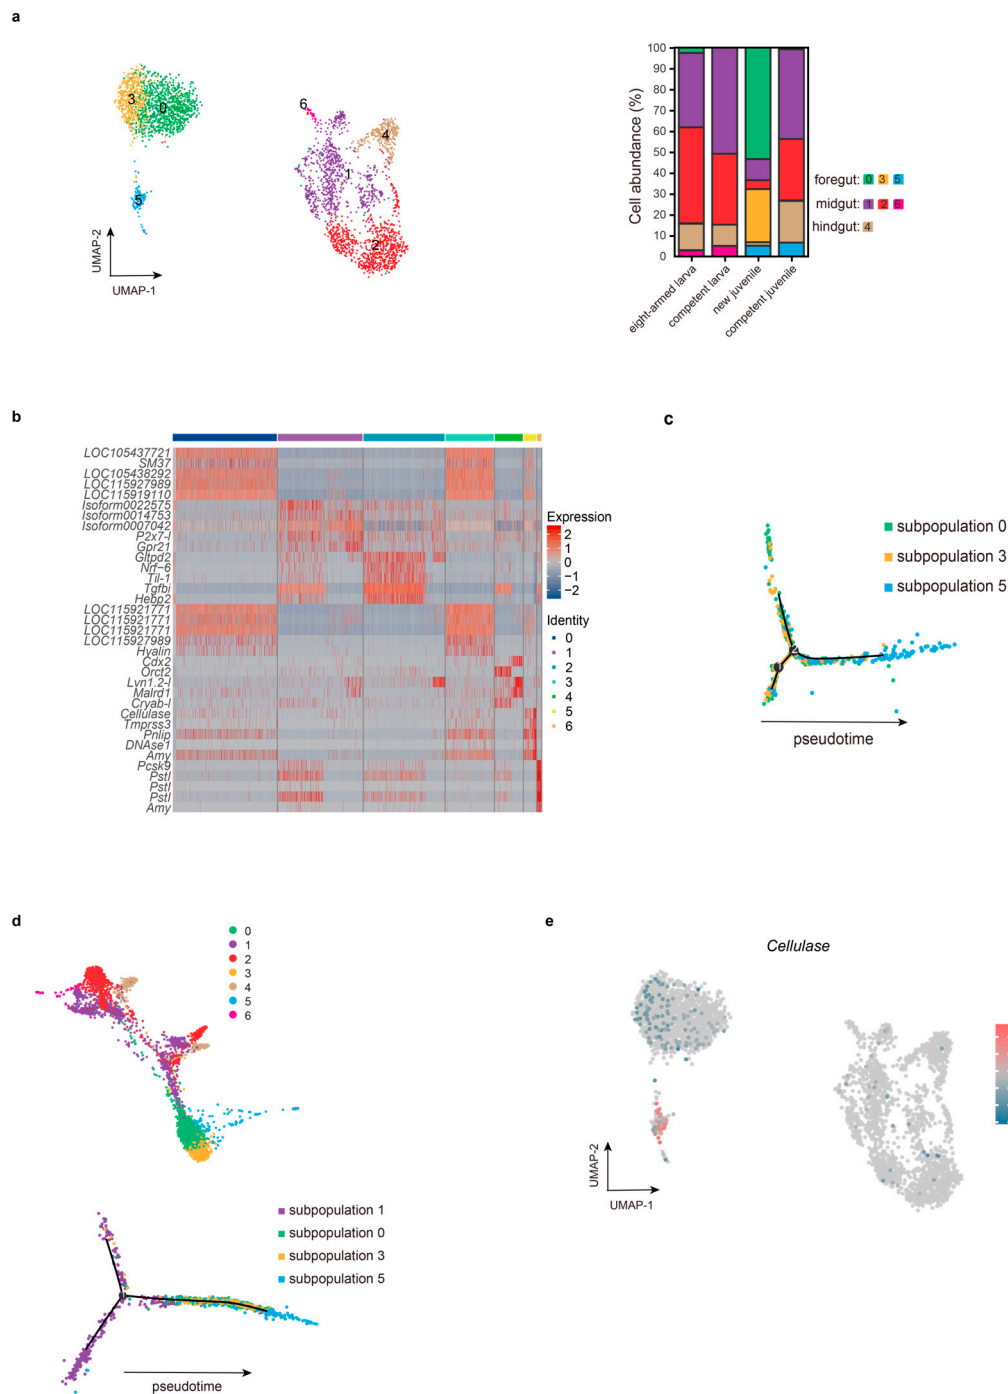 a
3
0
5
UMAP-2
UMAP-1
6
4
1
2
Cell abundance (%)
100
90
80
70
60
50
40
30
20
10
0
eight-armed larva
competent larva
new juvenile
competent juvenile
foregut: 0 3 5
midgut: 1 2 6
hindgut: 4
b
LOC105437721
SM37
LOC105438292
LOC115927989
LOC115919110
Isoform0022575
Isoform0014753
Isoform0007042
P2x7-l
Gpr21
Gltpd2
Nrf-6
Til-1
Tgfbi
Hebp2
LOC115921771
LOC115921771
LOC115921771
LOC115927989
Hyalin
Cdx2
Orct2
Lvn1.2-l
Malrd1
Cryab-l
Cellulase
Tmprss3
Pnlip
DNAse1
Amy
Pcsk9
PstI
PstI
PstI
Amy
Expression
2
1
0
−1
−2
Identity
0
1
2
3
4
5
6
c
subpopulation 0
subpopulation 3
subpopulation 5
2
pseudotime
d
0
1
2
3
4
5
6
subpopulation 1
subpopulation 0
subpopulation 3
subpopulation 5
pseudotime
e
Cellulase
UMAP-2
UMAP-1